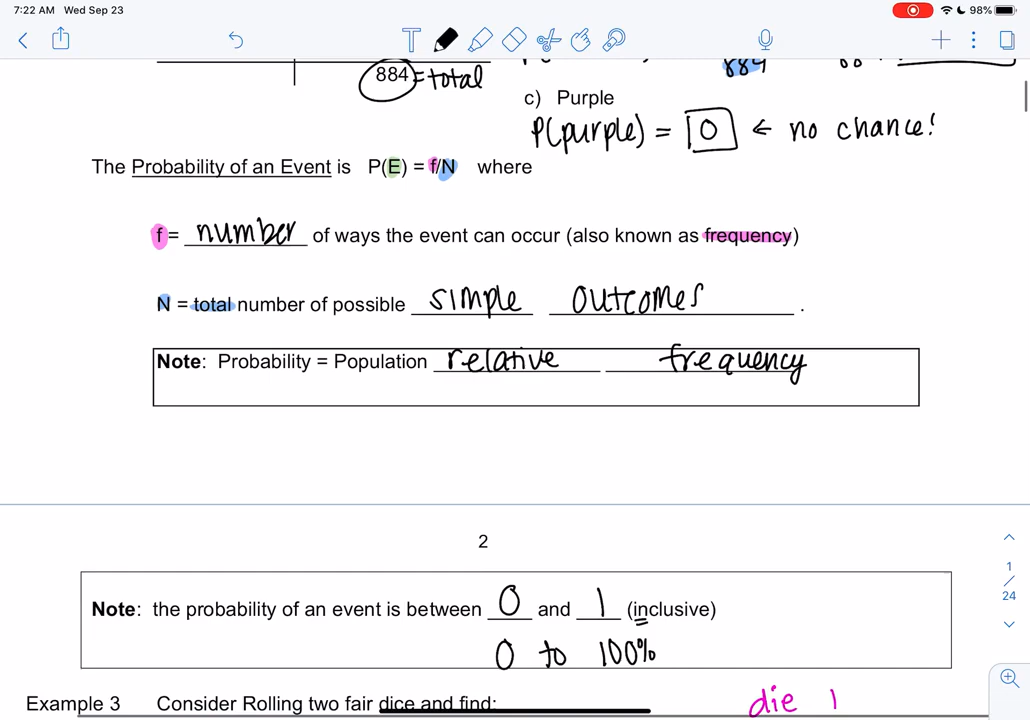 7:22 AM Wed Sep 23
98%
884 = total
884
c) Purple
P(purple) = 0 ← no chance!
The Probability of an Event is P(E) = f/N where
f = number of ways the event can occur (also known as frequency)
N = total number of possible simple outcomes .
Note: Probability = Population relative frequency
2
1
/
24
Note: the probability of an event is between 0 and 1 (inclusive)
0 to 100%
Example 3 Consider Rolling two fair dice and find: die 1